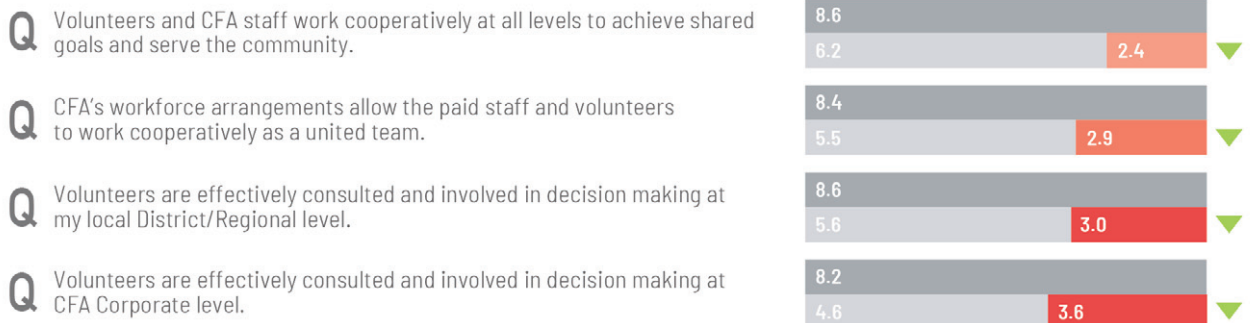 Q Volunteers and CFA staff work cooperatively at all levels to achieve shared
goals and serve the community.
8.6
6.2 2.4
Q CFA's workforce arrangements allow the paid staff and volunteers
to work cooperatively as a united team.
8.4
5.5 2.9
Q Volunteers are effectively consulted and involved in decision making at
my local District/Regional level.
8.6
5.6 3.0
Q Volunteers are effectively consulted and involved in decision making at
CFA Corporate level.
8.2
4.6 3.6